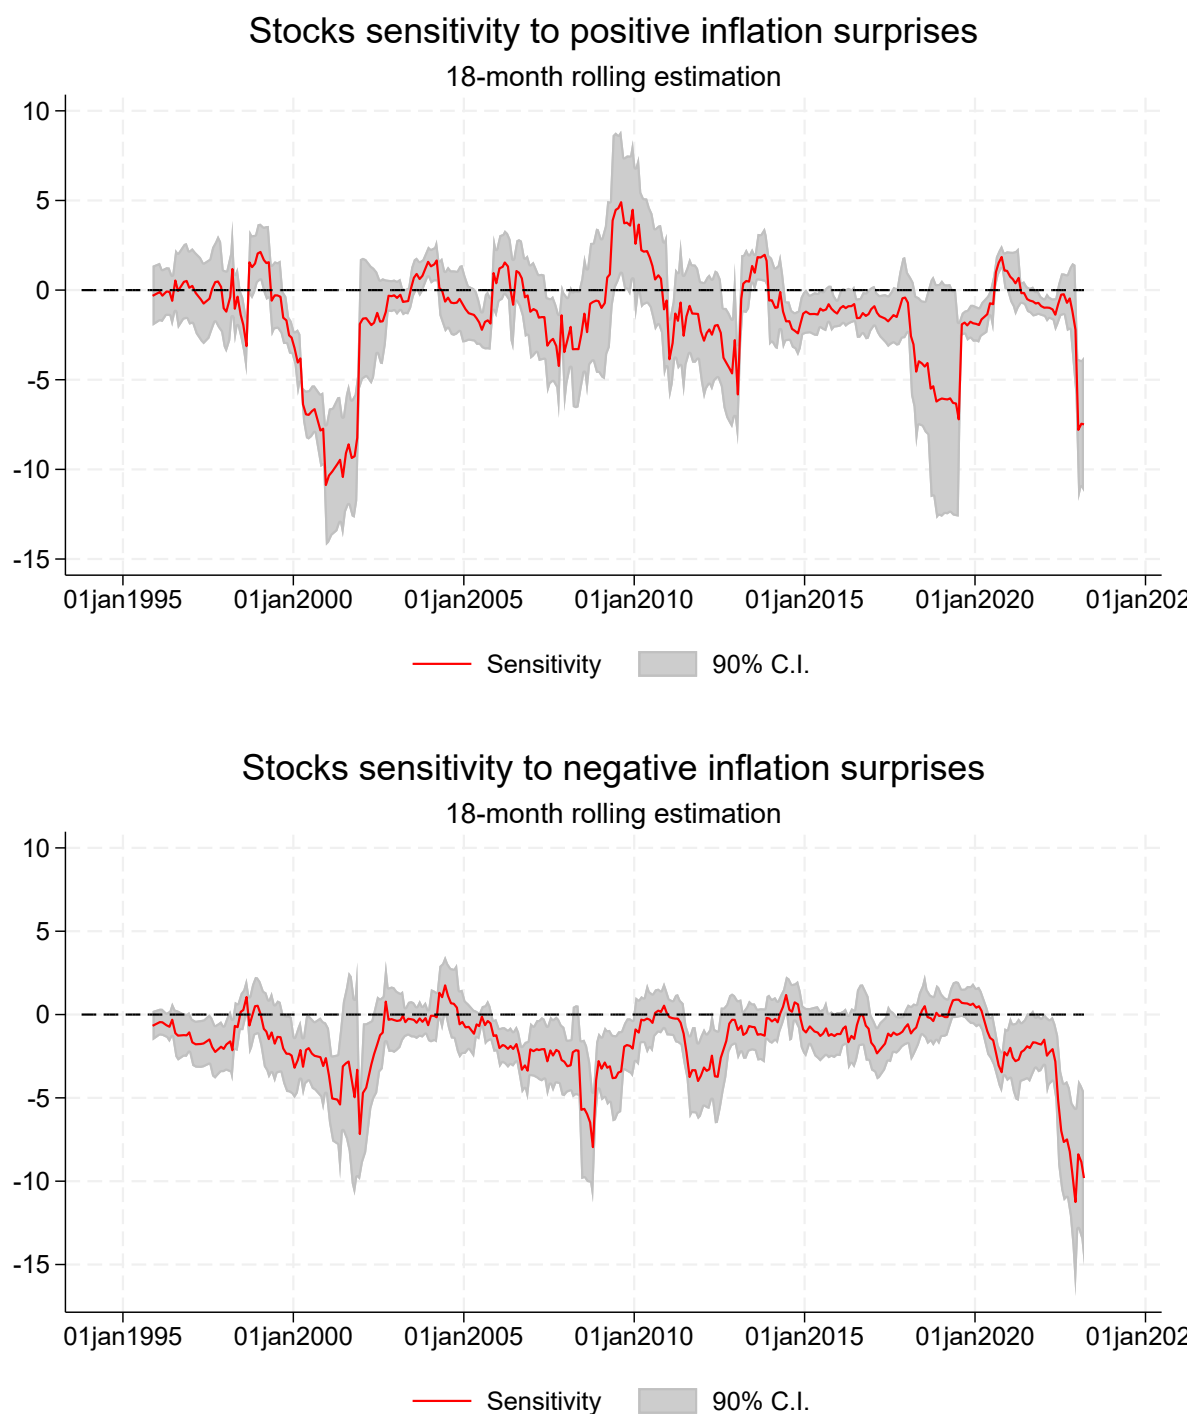 Stocks sensitivity to positive inflation surprises
18-month rolling estimation
10
5
0
-5
-10
-15
01jan1995 01jan2000 01jan2005 01jan2010 01jan2015 01jan2020 01jan202
Sensitivity 90% C.I.
Stocks sensitivity to negative inflation surprises
18-month rolling estimation
10
5
0
-5
-10
-15
01jan1995 01jan2000 01jan2005 01jan2010 01jan2015 01jan2020 01jan202
Sensitivity 90% C.I.